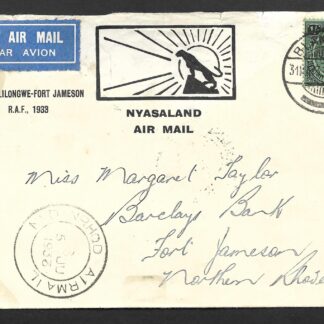 AIR MAIL
PAR AVION
LILONGWE-FORT JAMESON
R.A.F., 1933
NYASALAND
AIR MAIL
Miss Margaret Taylor
Barclays Bank
Fort Jameson
Northern Rhode
AIRMAIL